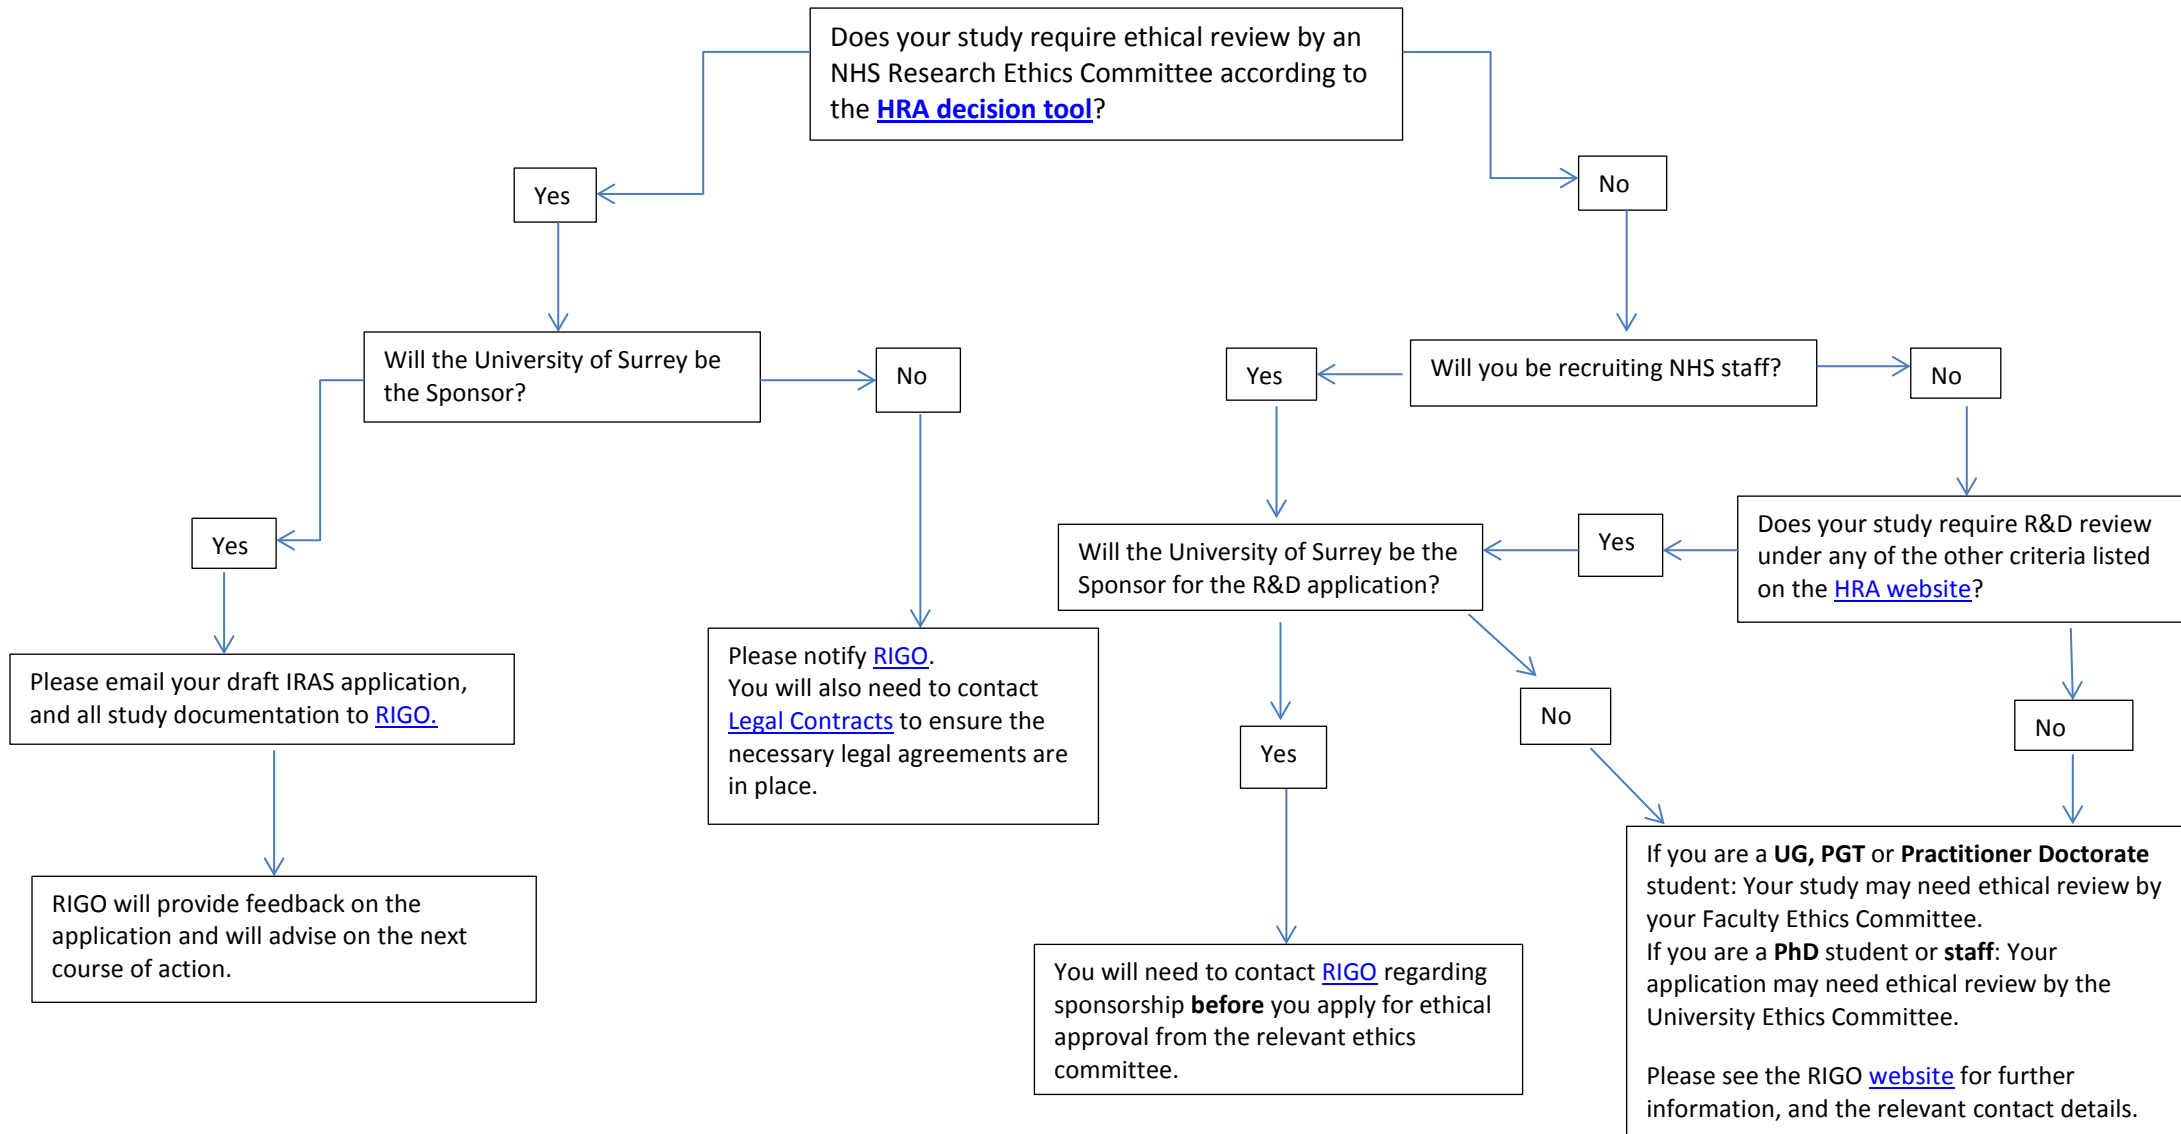 Does your study require ethical review by an
NHS Research Ethics Committee according to
the HRA decision tool?
Yes
No
Will the University of Surrey be
the Sponsor?
No
Yes
Will you be recruiting NHS staff?
No
Yes
Please email your draft IRAS application,
and all study documentation to RIGO.
Please notify RIGO.
You will also need to contact
Legal Contracts to ensure the
necessary legal agreements are
in place.
Will the University of Surrey be the
Sponsor for the R&D application?
Yes
Does your study require R&D review
under any of the other criteria listed
on the HRA website?
No
No
Yes
RIGO will provide feedback on the
application and will advise on the next
course of action.
You will need to contact RIGO regarding
sponsorship before you apply for ethical
approval from the relevant ethics
committee.
If you are a UG, PGT or Practitioner Doctorate
student: Your study may need ethical review by
your Faculty Ethics Committee.
If you are a PhD student or staff: Your
application may need ethical review by the
University Ethics Committee.
Please see the RIGO website for further
information, and the relevant contact details.